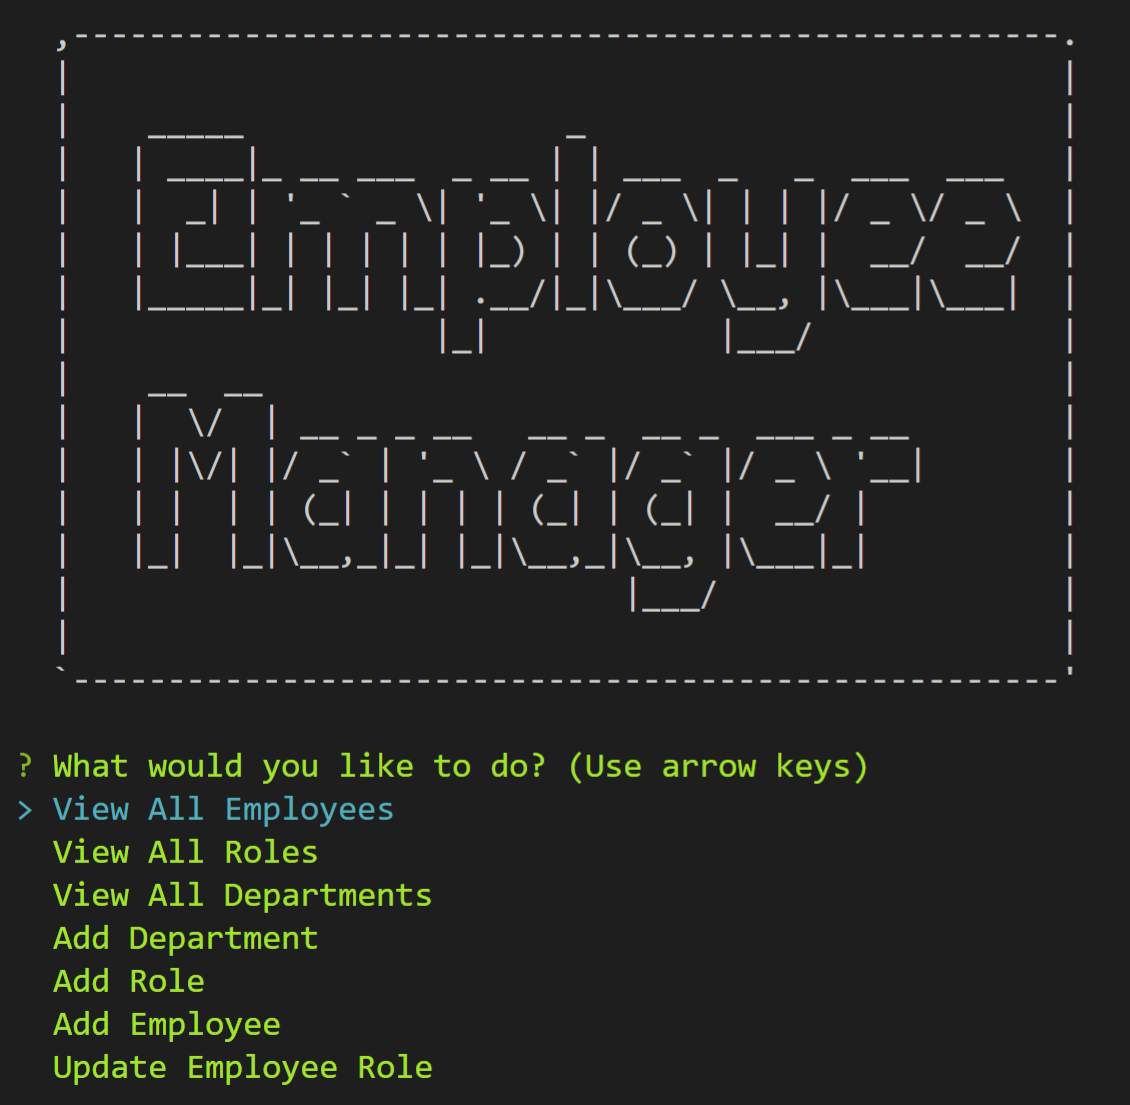 Employee
Manager
? What would you like to do? (Use arrow keys)
> View All Employees
View All Roles
View All Departments
Add Department
Add Role
Add Employee
Update Employee Role